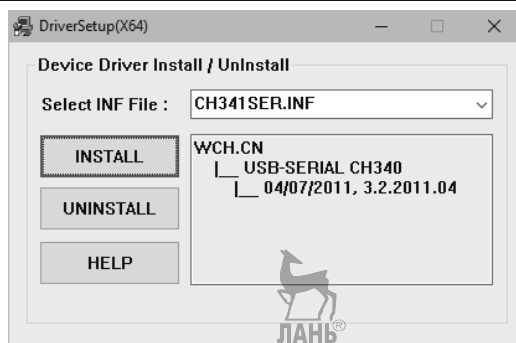 DriverSetup(X64)
Device Driver Install / UnInstall
Select INF File :
CH341SER.INF
INSTALL
UNINSTALL
HELP
WCH.CN
|__ USB-SERIAL CH340
|__ 04/07/2011, 3.2.2011.04
ЛАНЬ®